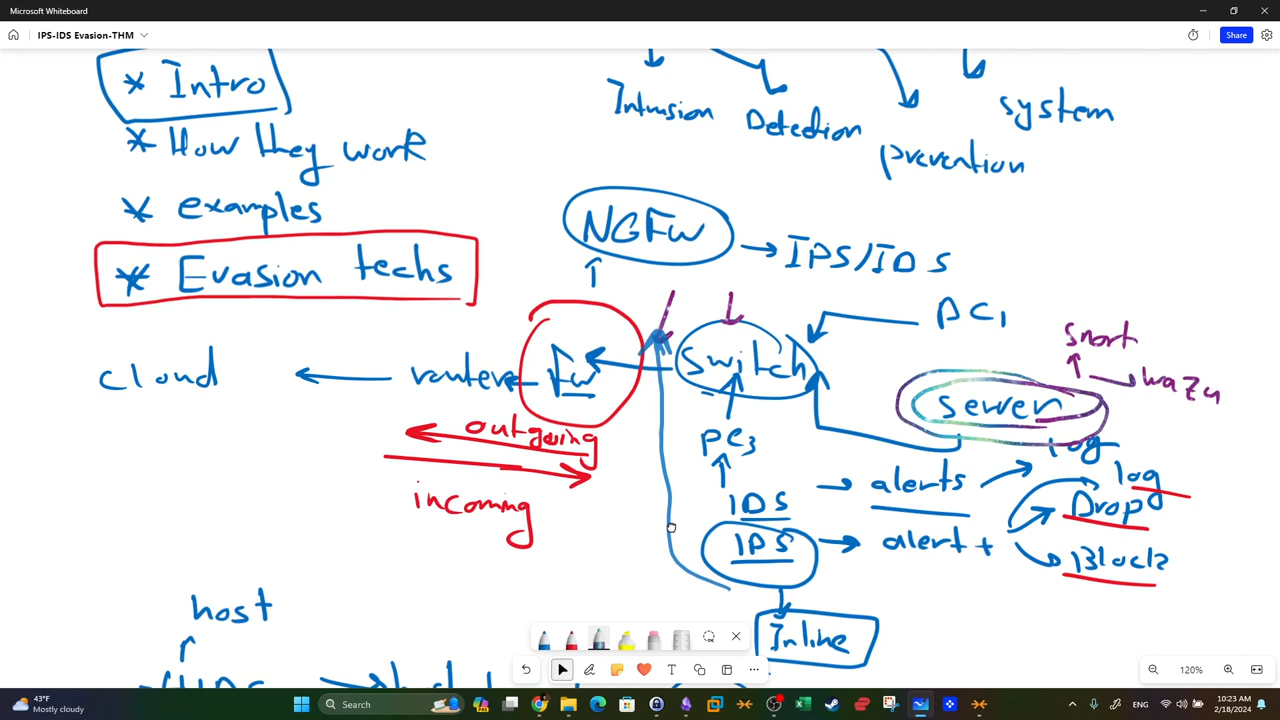 Microsoft Whiteboard
IPS-IDS Evasion-THM
Share
* Intro
* How they work
* examples
* Evasion techs
Intrusion
Detection
prevention
system
NGFW
IPS/IDS
PC1
snort
wazu
server
switch
Fw
router
cloud
outgoing
incoming
PC3
IDS
alerts
log
log
Drop
IPS
alert +
Block
Inline
host
120%
43°F
Mostly cloudy
Search
ENG
10:23 AM
2/18/2024